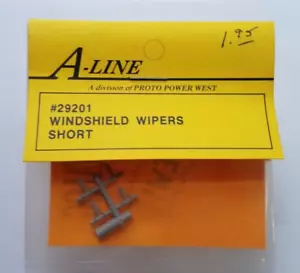 1.95
A-LINE
A division of PROTO POWER WEST
#29201
WINDSHIELD WIPERS
SHORT